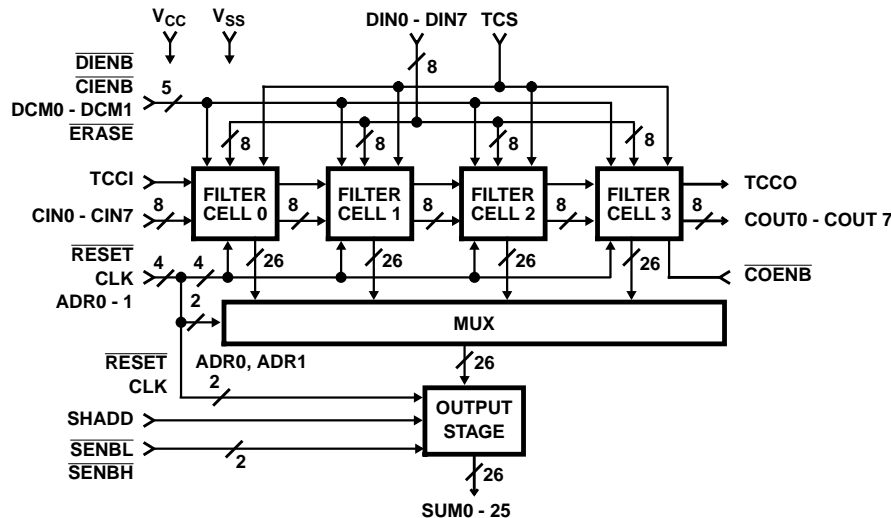 VCC
VSS
DIN0 - DIN7
TCS
DIENB
CIENB
DCM0 - DCM1
ERASE
5
8
8
8
8
8
TCCI
CIN0 - CIN7
8
FILTER
CELL 0
8
FILTER
CELL 1
8
FILTER
CELL 2
8
FILTER
CELL 3
8
TCCO
COUT0 - COUT 7
RESET
CLK
ADR0 - 1
4
4
26
26
26
26
COENB
2
MUX
ADR0, ADR1
26
RESET
CLK
2
SHADD
SENBL
SENBH
2
OUTPUT
STAGE
26
SUM0 - 25